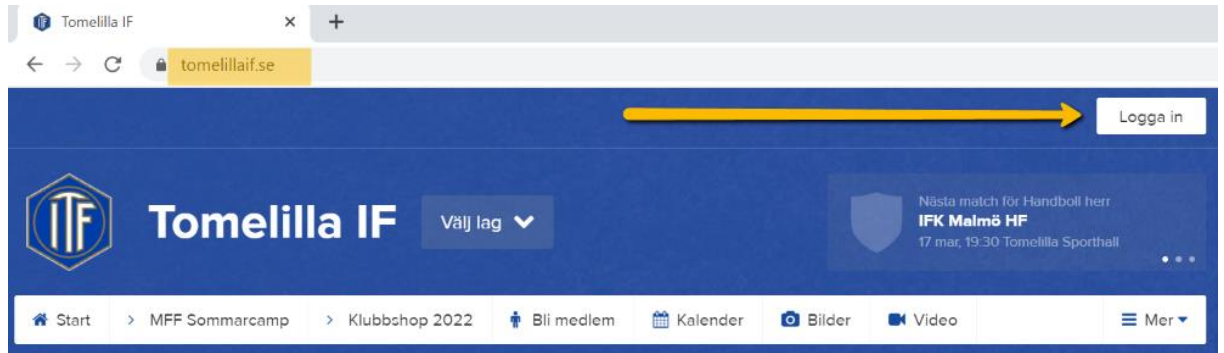 Tomelilla IF
tomelillaif.se
Logga in
TIF
Tomelilla IF
Välj lag
Nästa match för Handboll herr
IFK Malmö HF
17 mar, 19:30 Tomelilla Sporthall
Start > MFF Sommarcamp > Klubbshop 2022 Bli medlem Kalender Bilder Video Mer